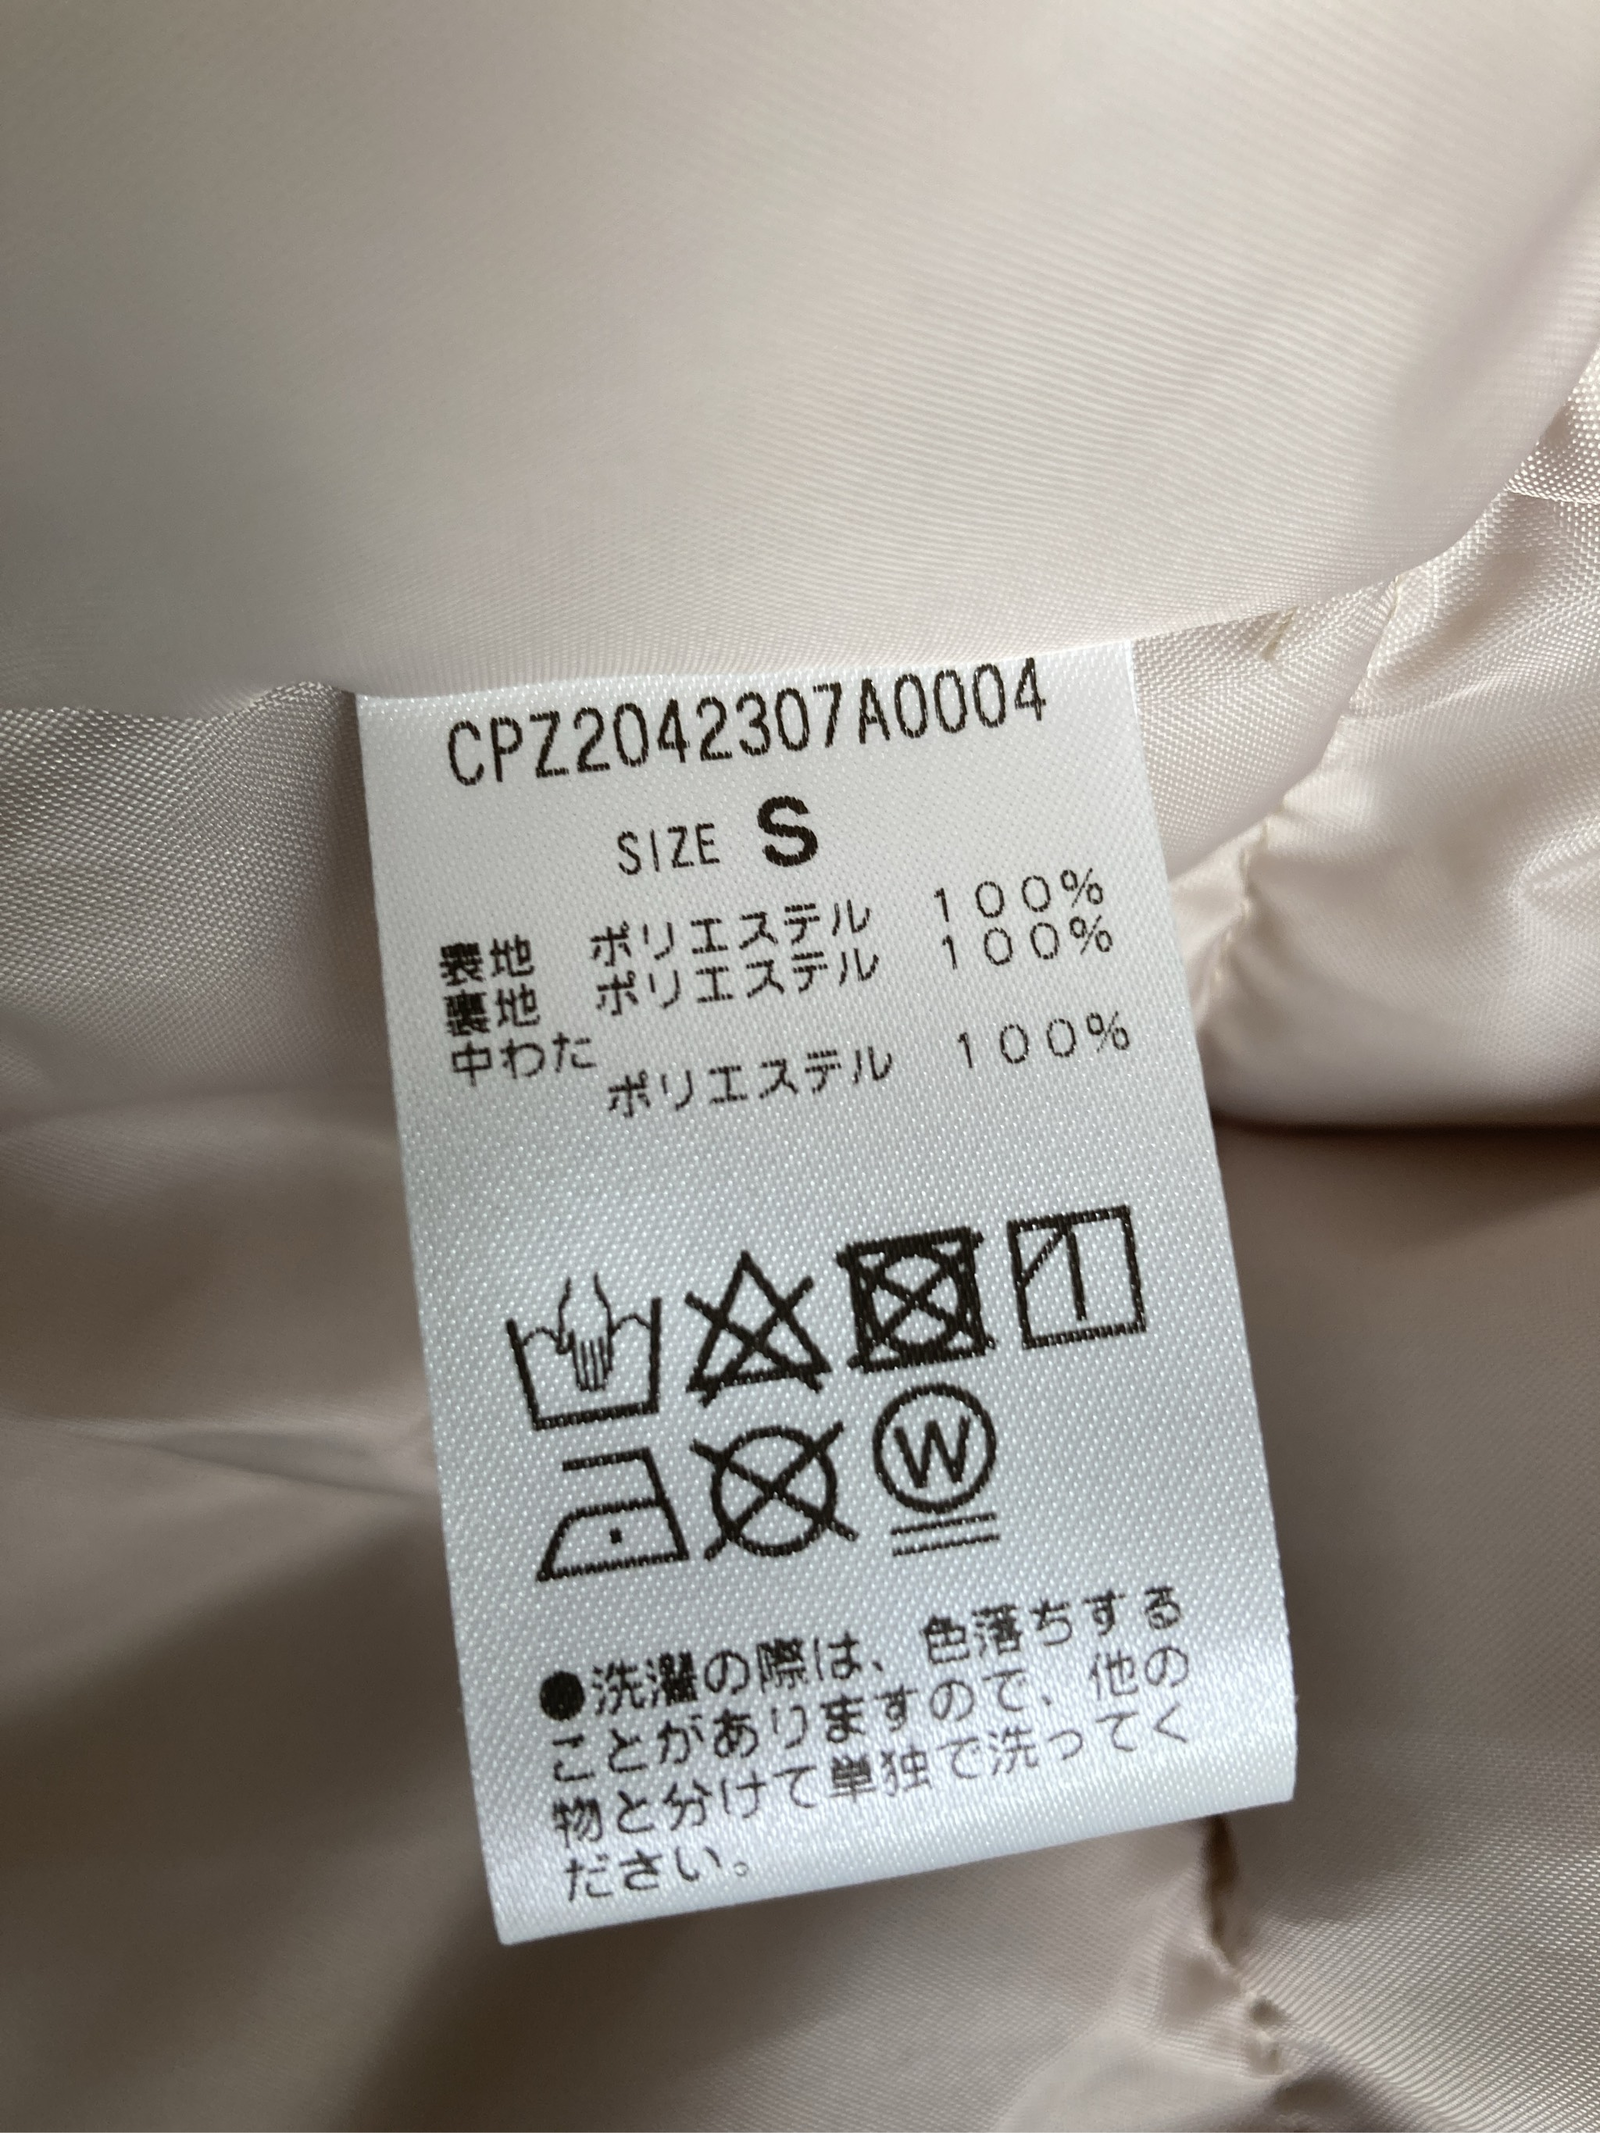 CPZ2042307A0004
SIZE S
表地 ポリエステル 100%
裏地 ポリエステル 100%
中わた
ポリエステル 100%
W
●洗濯の際は、色落ちする
ことがありますので、他の
物と分けて単独で洗ってく
ださい。